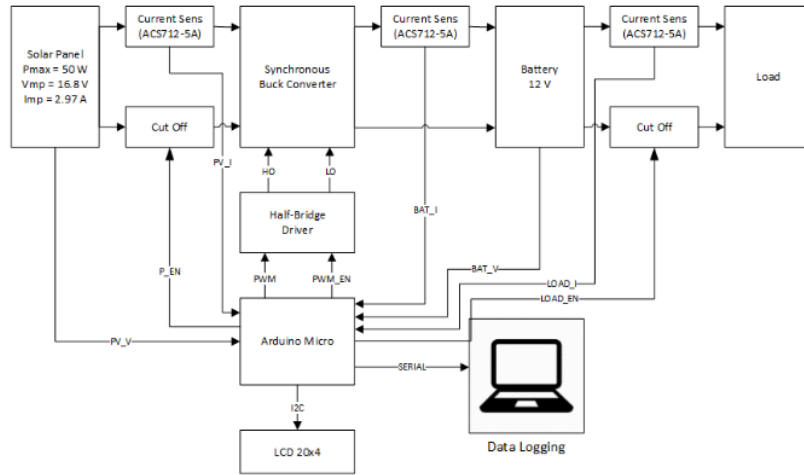 Solar Panel
Pmax = 50 W
Vmp = 16.8 V
Imp = 2.97 A
Current Sens
(ACS712-5A)
Cut Off
Synchronous
Buck Converter
Current Sens
(ACS712-5A)
Battery
12 V
Current Sens
(ACS712-5A)
Cut Off
Load
PV_I
HO
LO
BAT_I
Half-Bridge
Driver
P_EN
PWM
PWM_EN
BAT_V
LOAD_I
LOAD_EN
PV_V
Arduino Micro
SERIAL
I2C
LCD 20x4
Data Logging